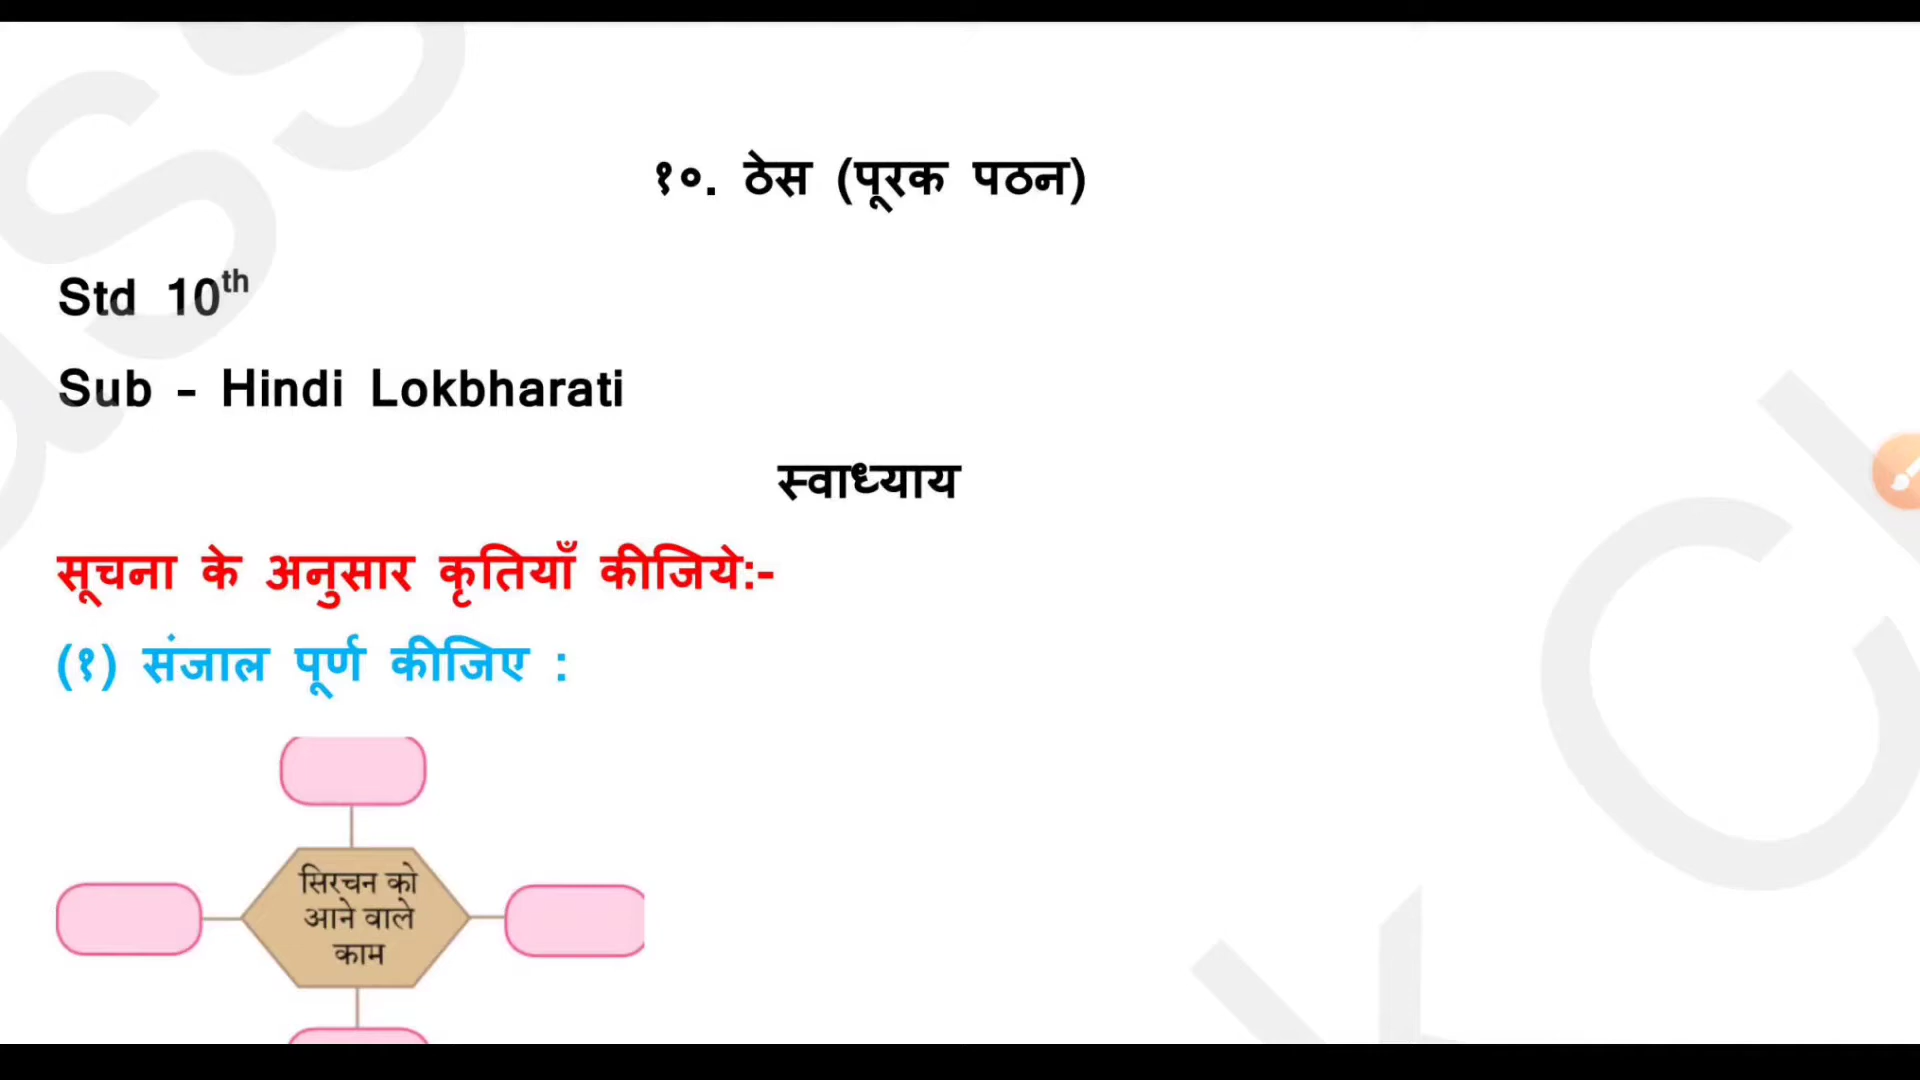 १०. ठेस (पूरक पठन)
Std 10th
Sub - Hindi Lokbharati
स्वाध्याय
सूचना के अनुसार कृतियाँ कीजिये:-
(१) संजाल पूर्ण कीजिए :
सिरचन को
आने वाले
काम